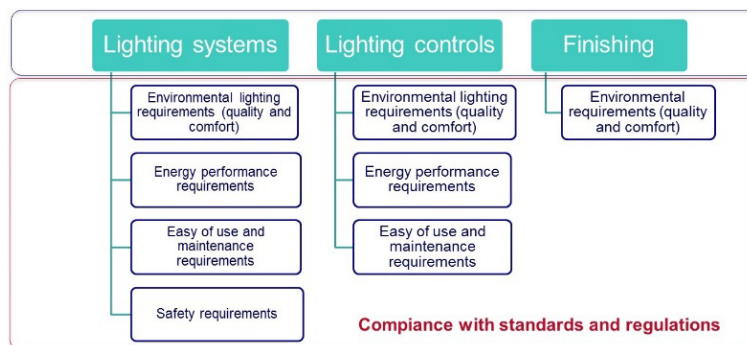 Lighting systems
Environmental lighting
requirements (quality and
comfort)
Energy performance
requirements
Easy of use and
maintenance
requirements
Safety requirements
Lighting controls
Environmental lighting
requirements (quality
and comfort)
Energy performance
requirements
Easy of use and
maintenance
requirements
Finishing
Environmental
requirements (quality
and comfort)
Compiance with standards and regulations